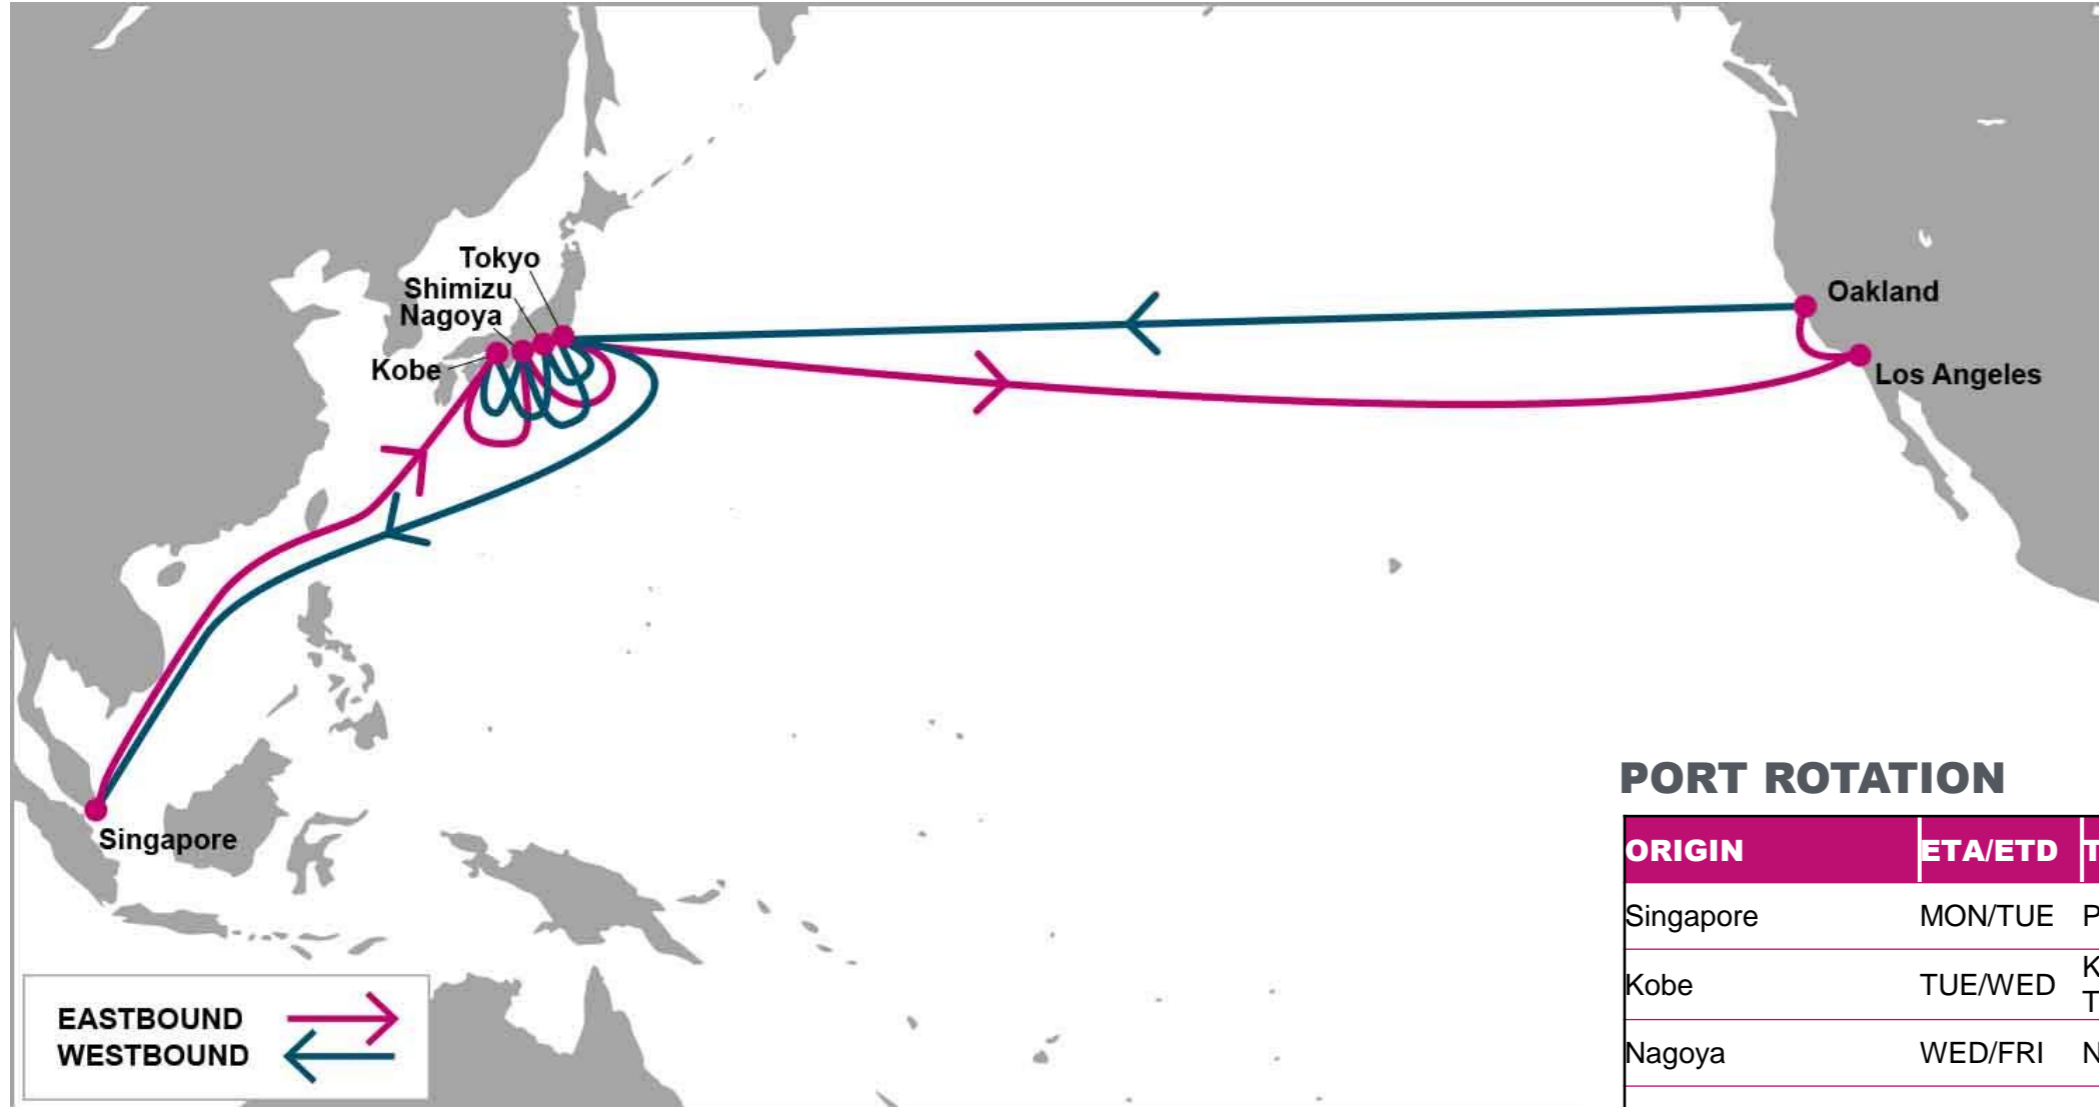 Tokyo
Shimizu
Nagoya
Kobe
Oakland
Los Angeles
Singapore
EASTBOUND
WESTBOUND
PORT ROTATION
ORIGIN ETA/ETD T
Singapore MON/TUE P
Kobe TUE/WED K
T
Nagoya WED/FRI N